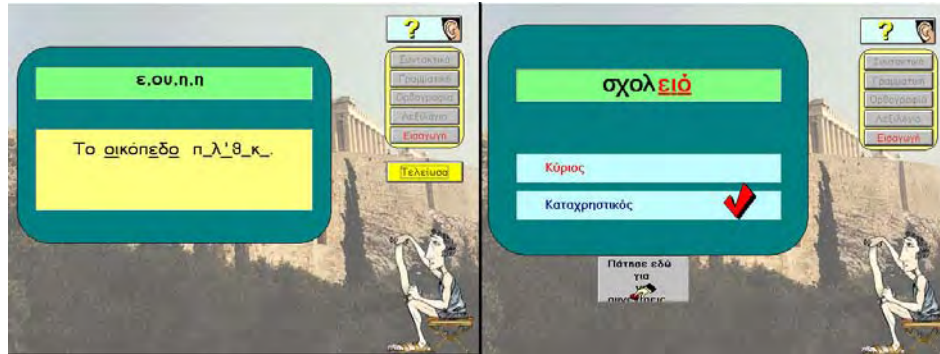 ?
ε,ου,η,η
Συντακτικό
Γραμματική
Ορθογραφία
Λεξιλόγιο
Εισαγωγή
Το οικόπεδο π_λ_'θ_κ_.
Τελείωσα
?
σχολειό
Συντακτικό
Γραμματική
Ορθογραφία
Λεξιλόγιο
Εισαγωγή
Κύριος
Καταχρηστικός
Πάτησε εδώ
για